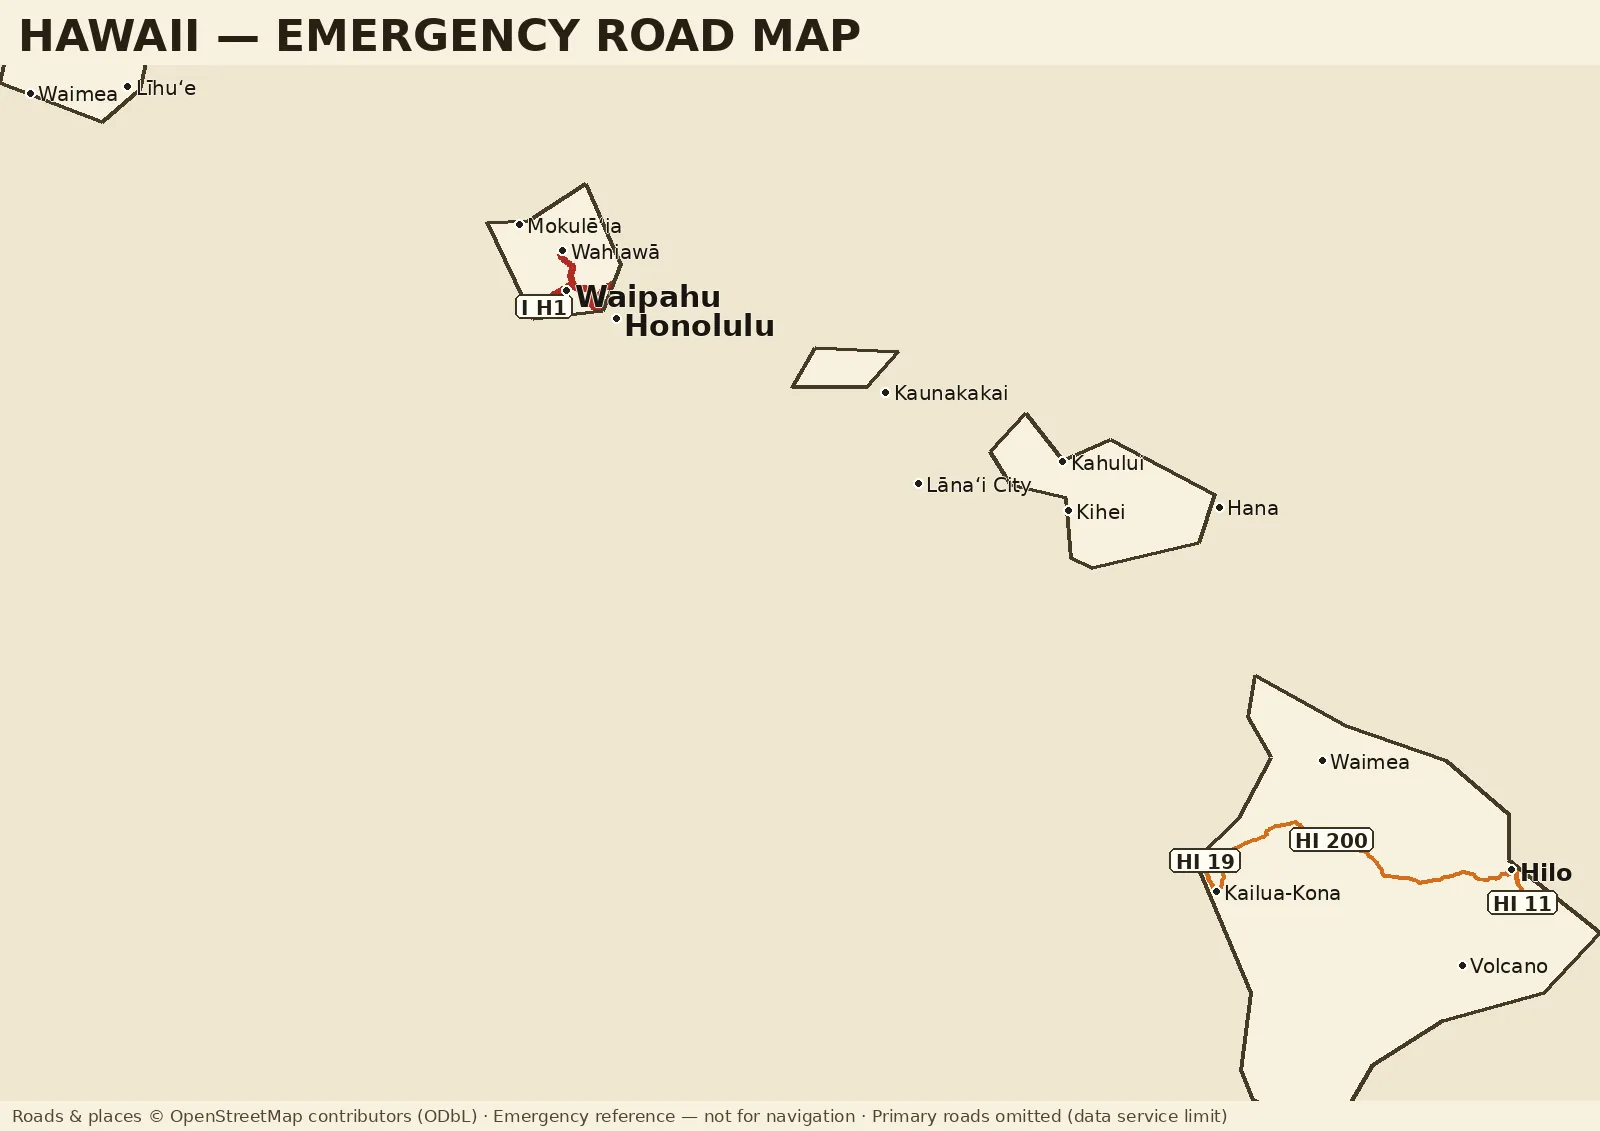 HAWAII — EMERGENCY ROAD MAP
Waimea
Līhuʻe
Mokulēʻia
Wahiawā
Waipahu
I H1
Honolulu
Kaunakakai
Kahului
Lānaʻi City
Kihei
Hana
Waimea
HI 200
HI 19
Hilo
Kailua-Kona
HI 11
Volcano
Roads & places © OpenStreetMap contributors (ODbL) · Emergency reference — not for navigation · Primary roads omitted (data service limit)